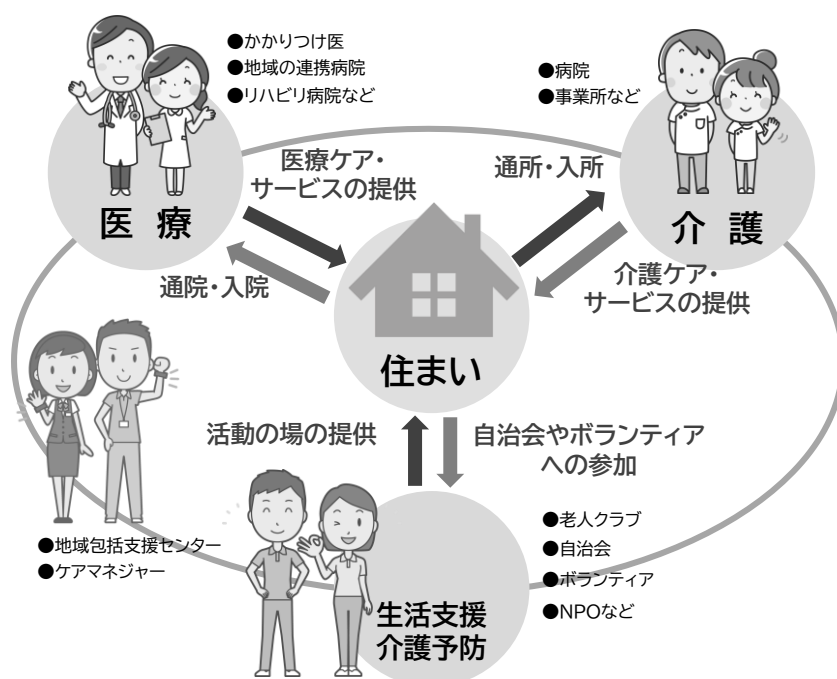 ●かかりつけ医
●地域の連携病院
●リハビリ病院など
●病院
●事業所など
医療ケア・
サービスの提供
通所・入所
医 療
介 護
通院・入院
介護ケア・
サービスの提供
住まい
活動の場の提供
自治会やボランティア
への参加
●地域包括支援センター
●ケアマネジャー
●老人クラブ
●自治会
●ボランティア
●NPOなど
生活支援
介護予防